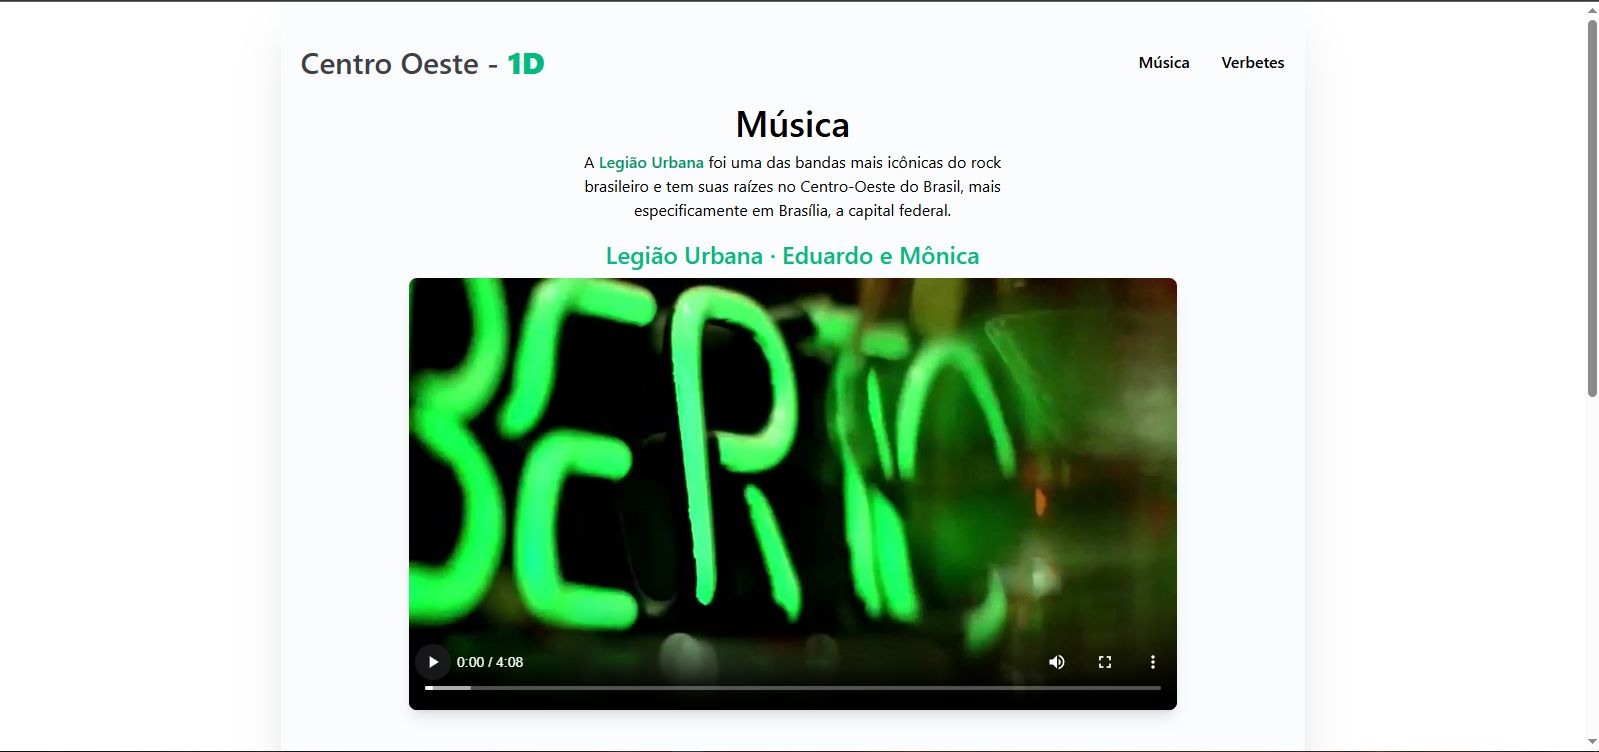 Centro Oeste - 1D
Música
Verbetes
Música
A Legião Urbana foi uma das bandas mais icônicas do rock
brasileiro e tem suas raízes no Centro-Oeste do Brasil, mais
especificamente em Brasília, a capital federal.
Legião Urbana · Eduardo e Mônica
0:00 / 4:08